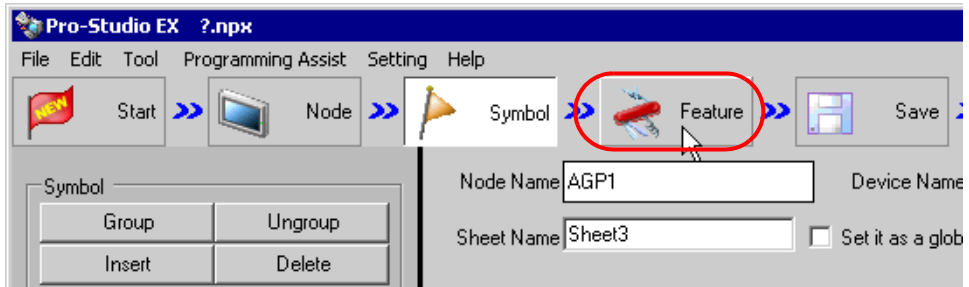 Pro-Studio EX ?.npx
File Edit Tool Programming Assist Setting Help
NEW Start Node Symbol Feature Save
Symbol
Group Ungroup
Insert Delete
Node Name AGP1 Device Name
Sheet Name Sheet3 Set it as a glob